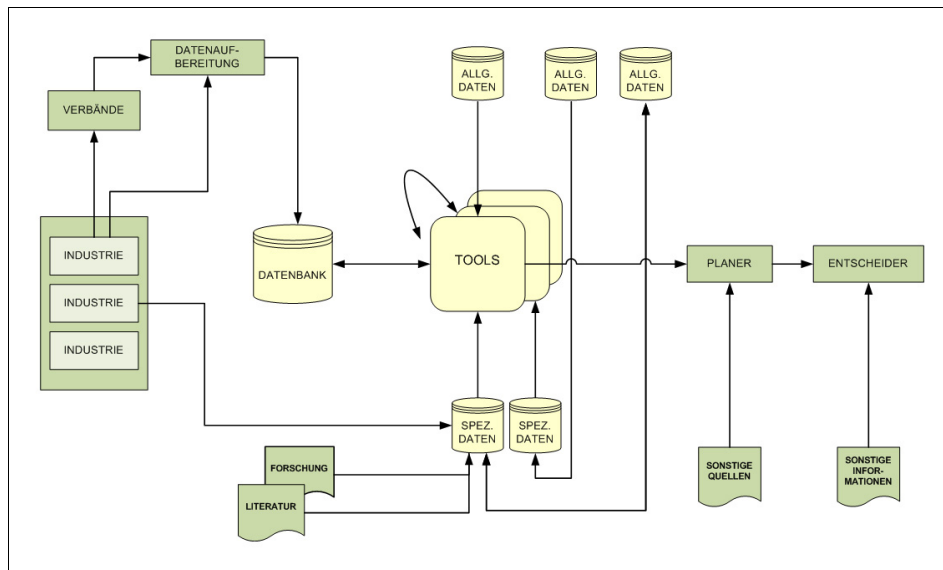 DATENAUF-
BEREITUNG
VERBÄNDE
ALLG.
DATEN
ALLG.
DATEN
ALLG.
DATEN
INDUSTRIE
INDUSTRIE
INDUSTRIE
DATENBANK
TOOLS
PLANER
ENTSCHEIDER
SPEZ.
DATEN
SPEZ.
DATEN
FORSCHUNG
LITERATUR
SONSTIGE
QUELLEN
SONSTIGE
INFOR-
MATIONEN